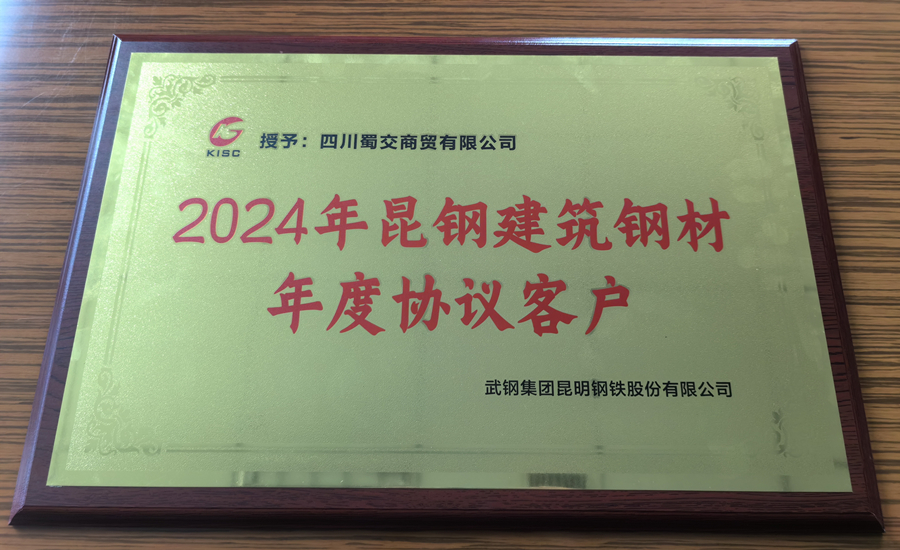 KISC
授予：四川蜀交商贸有限公司
2024年昆钢建筑钢材
年度协议客户
武钢集团昆明钢铁股份有限公司